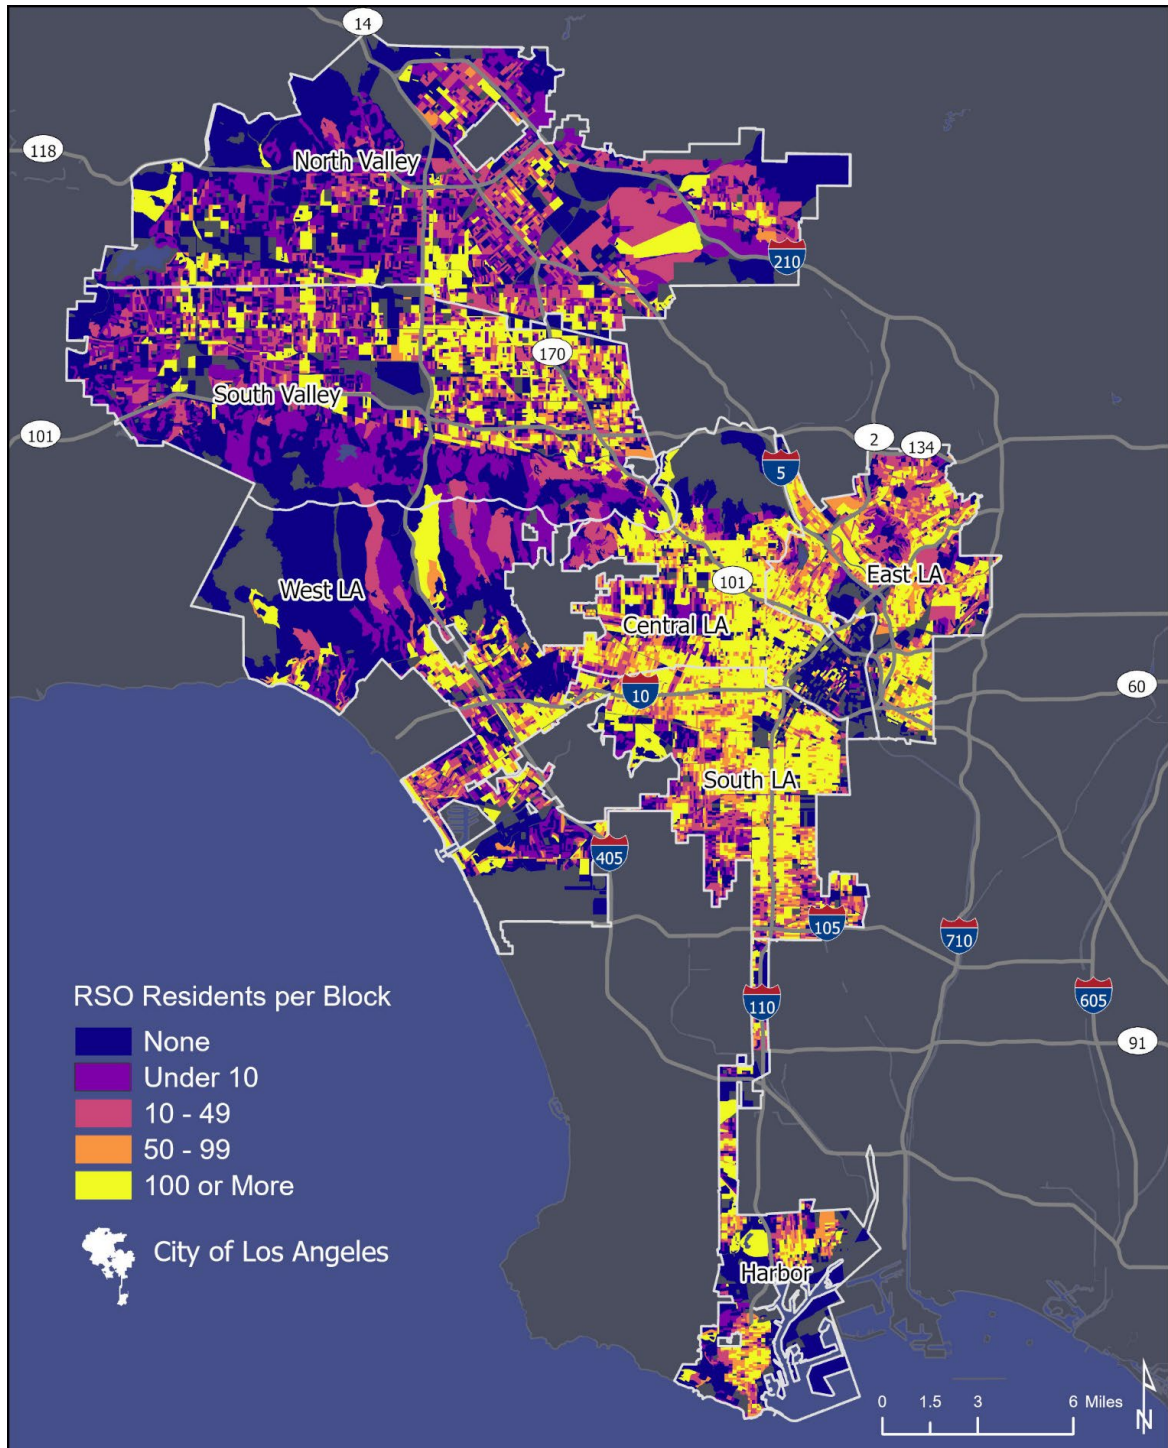 14
118
North Valley
210
170
South Valley
101
2
134
5
West LA
101
East LA
Central LA
10
60
South LA
405
105
710
RSO Residents per Block
None
110
605
Under 10
91
10 - 49
50 - 99
100 or More
City of Los Angeles
Harbor
0 1.5 3 6 Miles
N